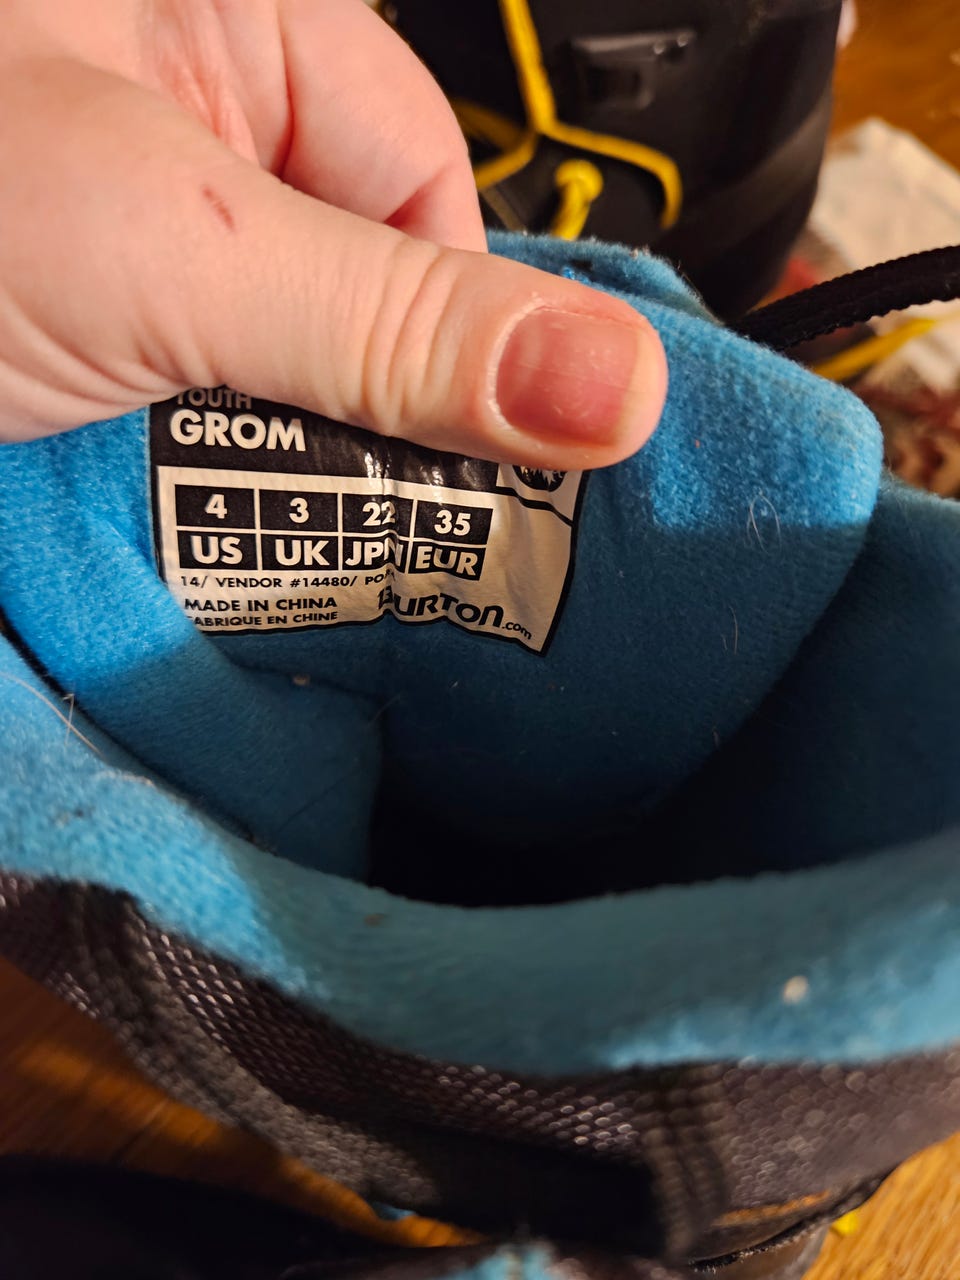 YOUTH
GROM
4 3 22 35
US UK JPN EUR
14/ VENDOR #14480/
MADE IN CHINA
FABRIQUE EN CHINE
BURTON.com